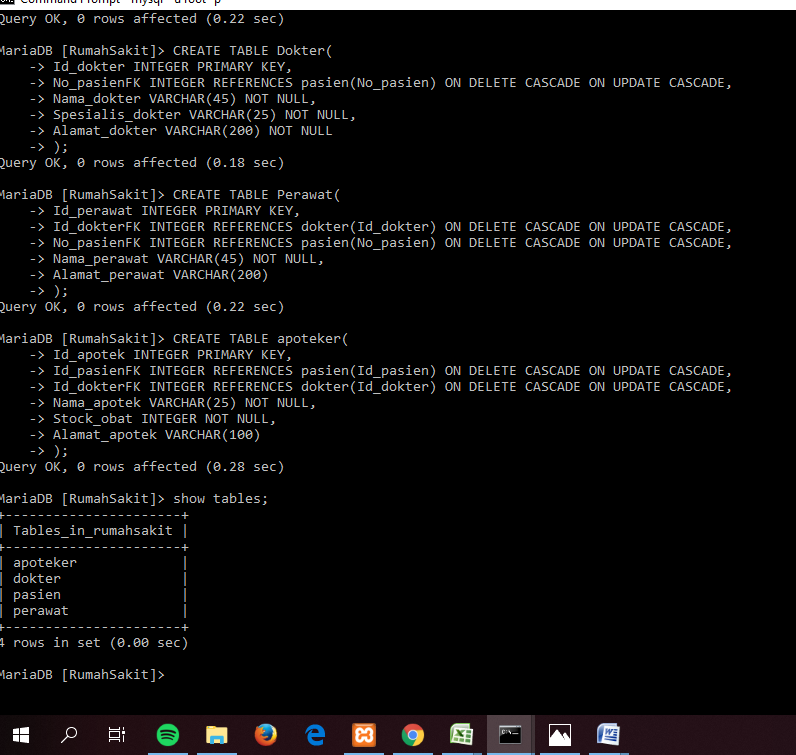 Command Prompt - mysql -u root -p
Query OK, 0 rows affected (0.22 sec)
MariaDB [RumahSakit]> CREATE TABLE Dokter(
    -> Id_dokter INTEGER PRIMARY KEY,
    -> No_pasienFK INTEGER REFERENCES pasien(No_pasien) ON DELETE CASCADE ON UPDATE CASCADE,
    -> Nama_dokter VARCHAR(45) NOT NULL,
    -> Spesialis_dokter VARCHAR(25) NOT NULL,
    -> Alamat_dokter VARCHAR(200) NOT NULL
    -> );
Query OK, 0 rows affected (0.18 sec)
MariaDB [RumahSakit]> CREATE TABLE Perawat(
    -> Id_perawat INTEGER PRIMARY KEY,
    -> Id_dokterFK INTEGER REFERENCES dokter(Id_dokter) ON DELETE CASCADE ON UPDATE CASCADE,
    -> No_pasienFK INTEGER REFERENCES pasien(No_pasien) ON DELETE CASCADE ON UPDATE CASCADE,
    -> Nama_perawat VARCHAR(45) NOT NULL,
    -> Alamat_perawat VARCHAR(200)
    -> );
Query OK, 0 rows affected (0.22 sec)
MariaDB [RumahSakit]> CREATE TABLE apoteker(
    -> Id_apotek INTEGER PRIMARY KEY,
    -> Id_pasienFK INTEGER REFERENCES pasien(Id_pasien) ON DELETE CASCADE ON UPDATE CASCADE,
    -> Id_dokterFK INTEGER REFERENCES dokter(Id_dokter) ON DELETE CASCADE ON UPDATE CASCADE,
    -> Nama_apotek VARCHAR(25) NOT NULL,
    -> Stock_obat INTEGER NOT NULL,
    -> Alamat_apotek VARCHAR(100)
    -> );
Query OK, 0 rows affected (0.28 sec)
MariaDB [RumahSakit]> show tables;
+----------------------+
| Tables_in_rumahsakit |
+----------------------+
| apoteker             |
| dokter               |
| pasien               |
| perawat              |
+----------------------+
4 rows in set (0.00 sec)
MariaDB [RumahSakit]>